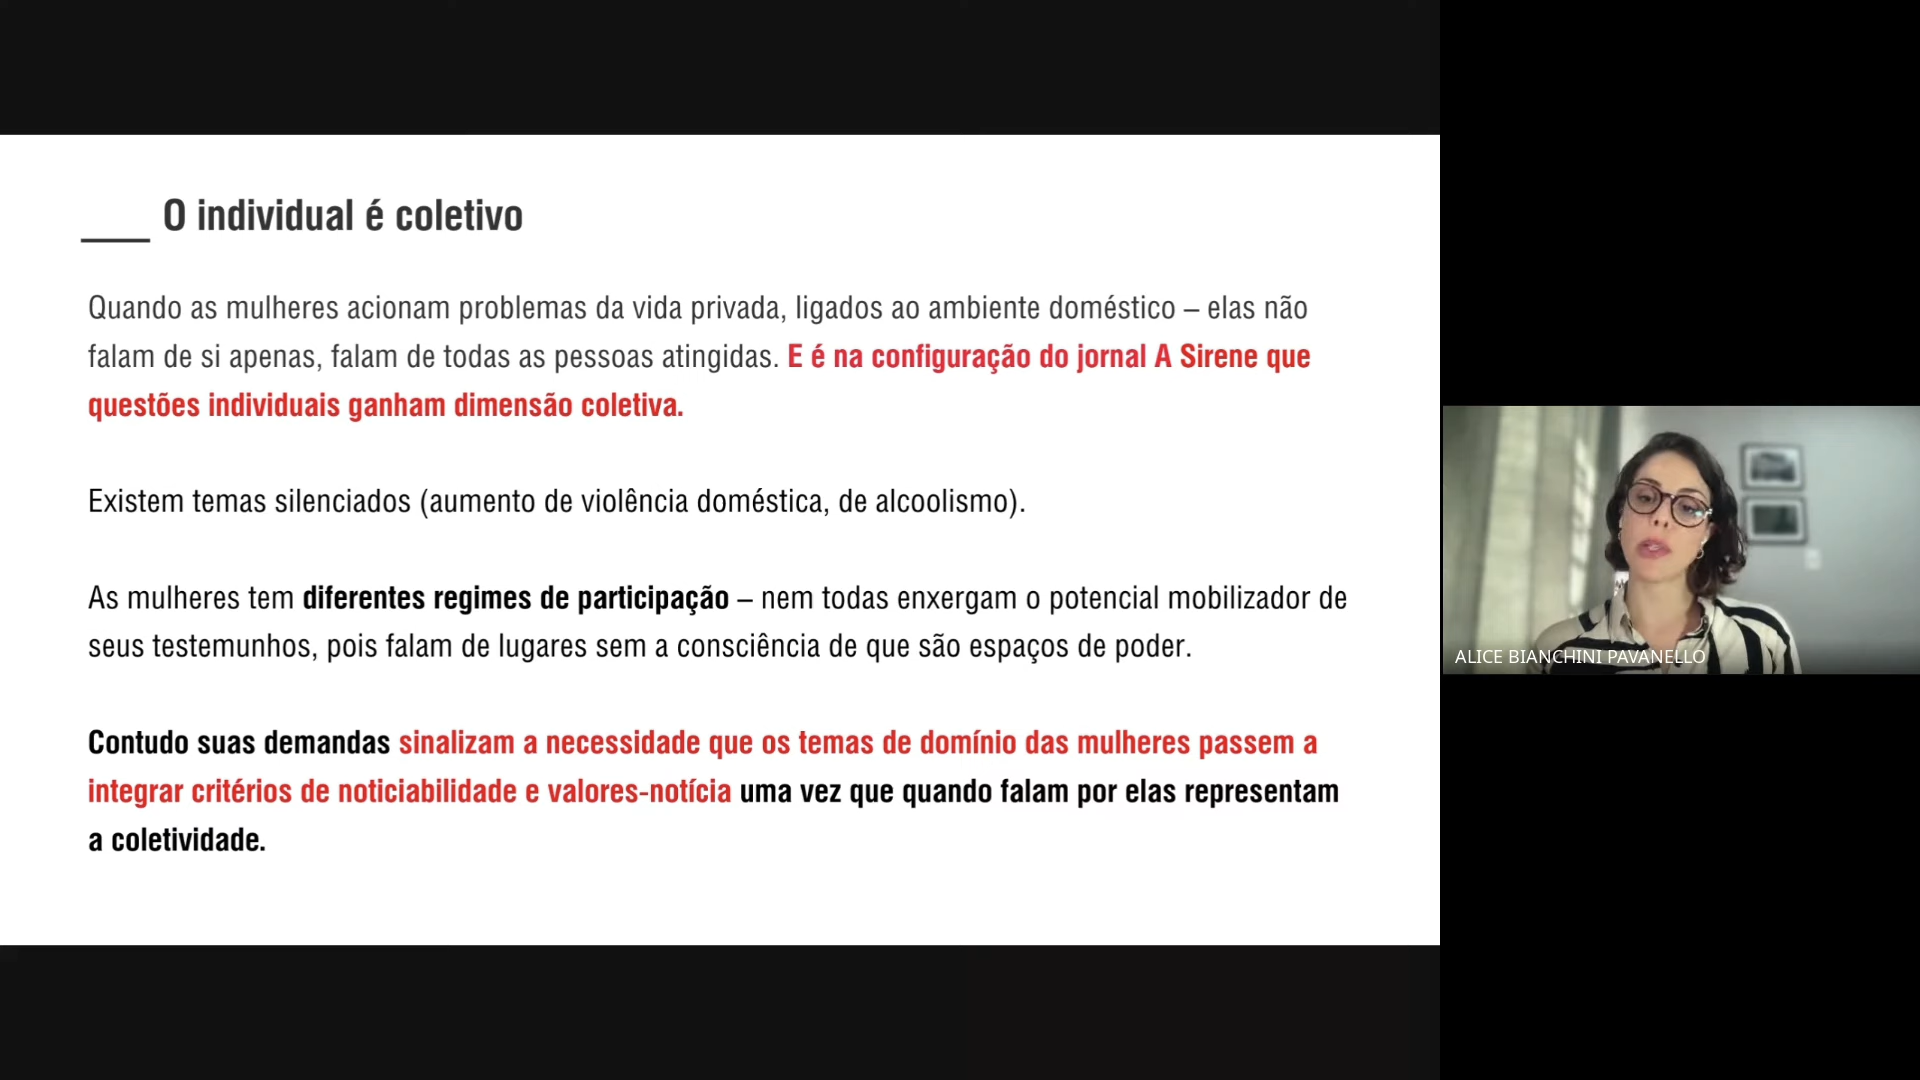 O individual é coletivo
Quando as mulheres acionam problemas da vida privada, ligados ao ambiente doméstico – elas não
falam de si apenas, falam de todas as pessoas atingidas. E é na configuração do jornal A Sirene que
questões individuais ganham dimensão coletiva.
Existem temas silenciados (aumento de violência doméstica, de alcoolismo).
As mulheres tem diferentes regimes de participação – nem todas enxergam o potencial mobilizador de
seus testemunhos, pois falam de lugares sem a consciência de que são espaços de poder.
Contudo suas demandas sinalizam a necessidade que os temas de domínio das mulheres passem a
integrar critérios de noticiabilidade e valores-notícia uma vez que quando falam por elas representam
a coletividade.
ALICE BIANCHINI PAVANELLO